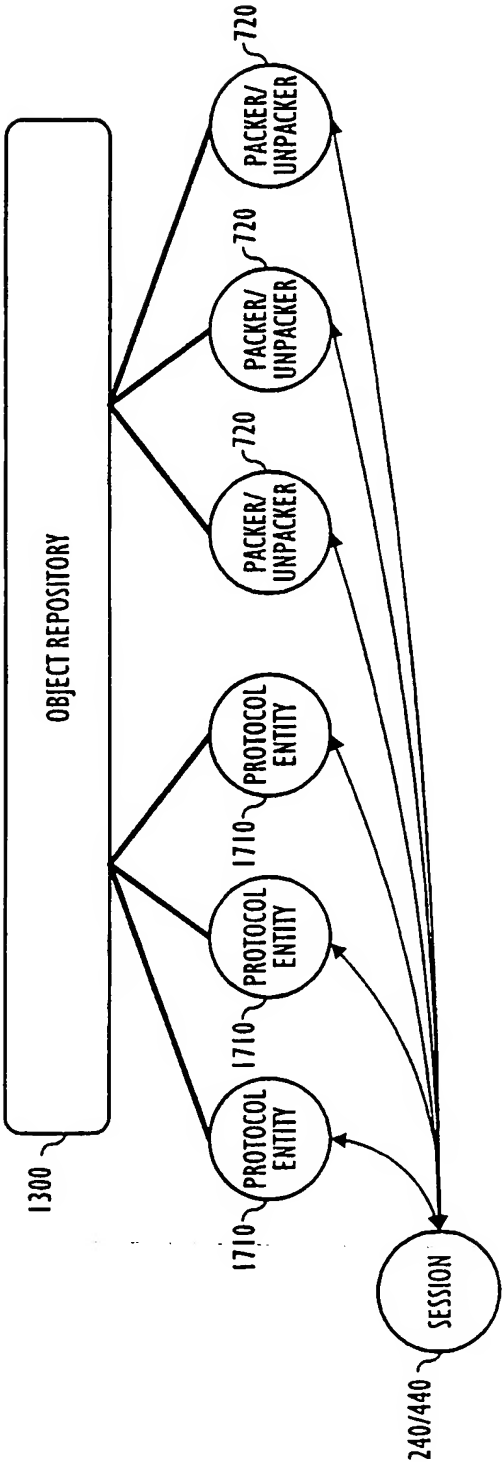 1300
OBJECT REPOSITORY
1710
PROTOCOL
ENTITY
1710
PROTOCOL
ENTITY
1710
PROTOCOL
ENTITY
720
PACKER/
UNPACKER
720
PACKER/
UNPACKER
720
PACKER/
UNPACKER
240/440
SESSION